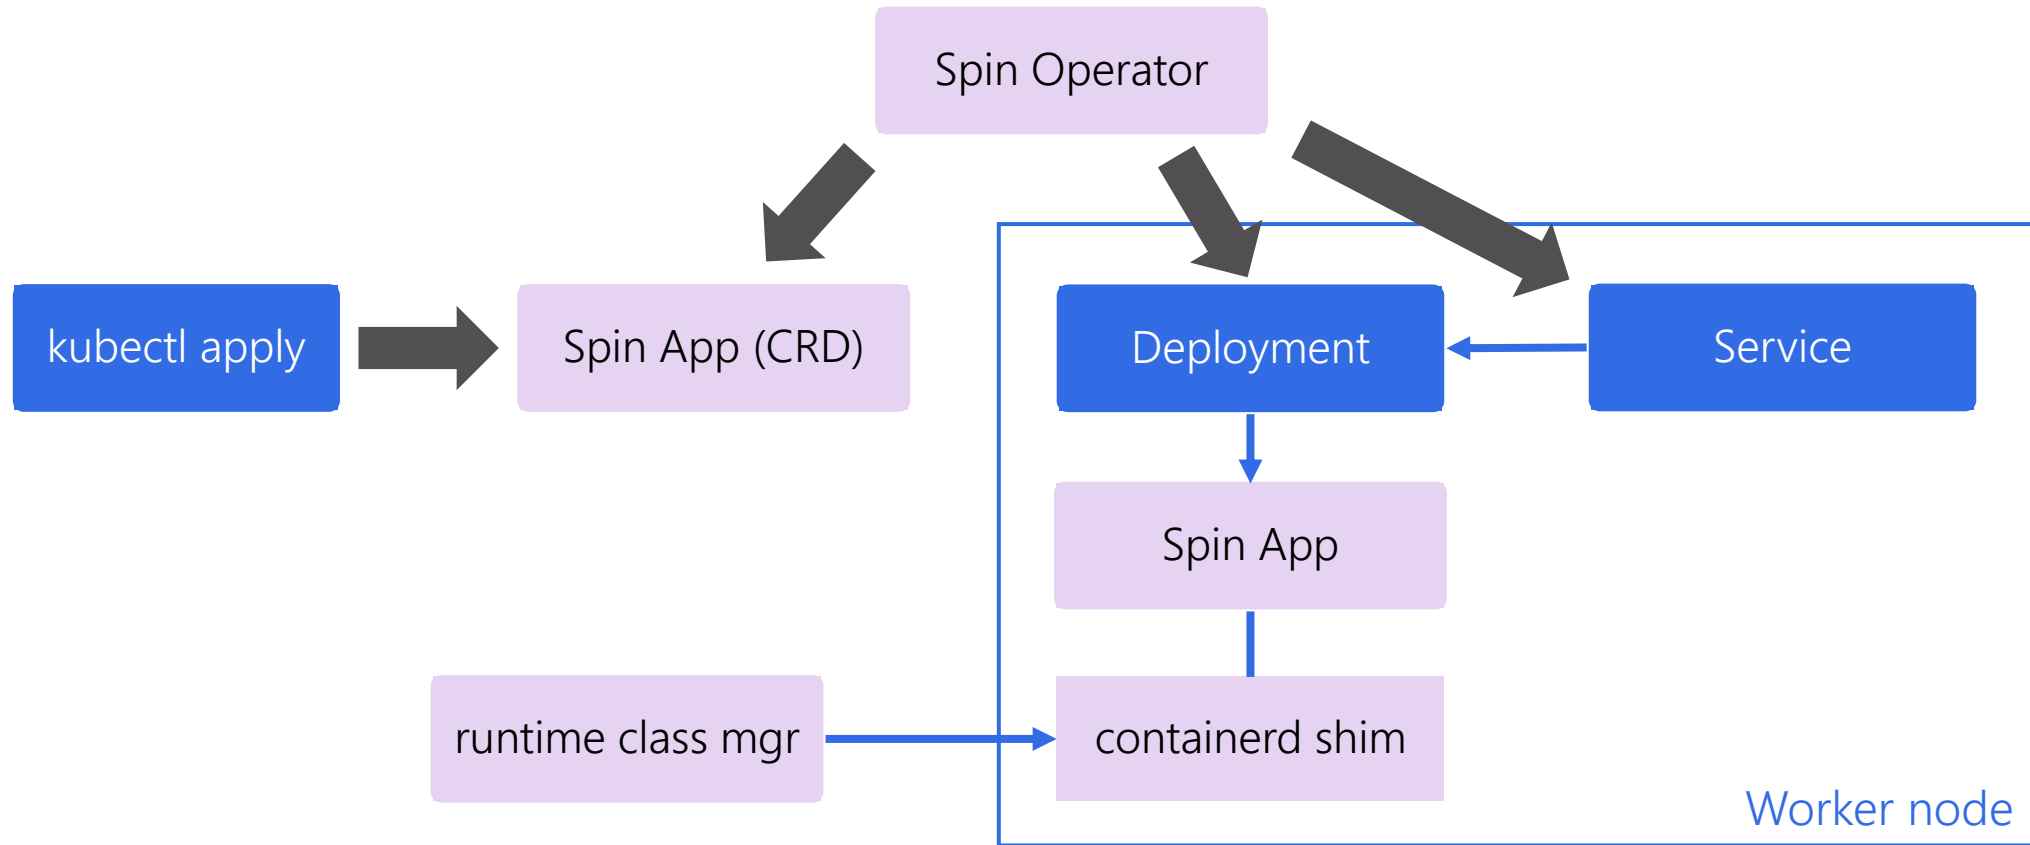 Spin Operator
kubectl apply
Spin App (CRD)
Deployment
Service
Spin App
runtime class mgr
containerd shim
Worker node